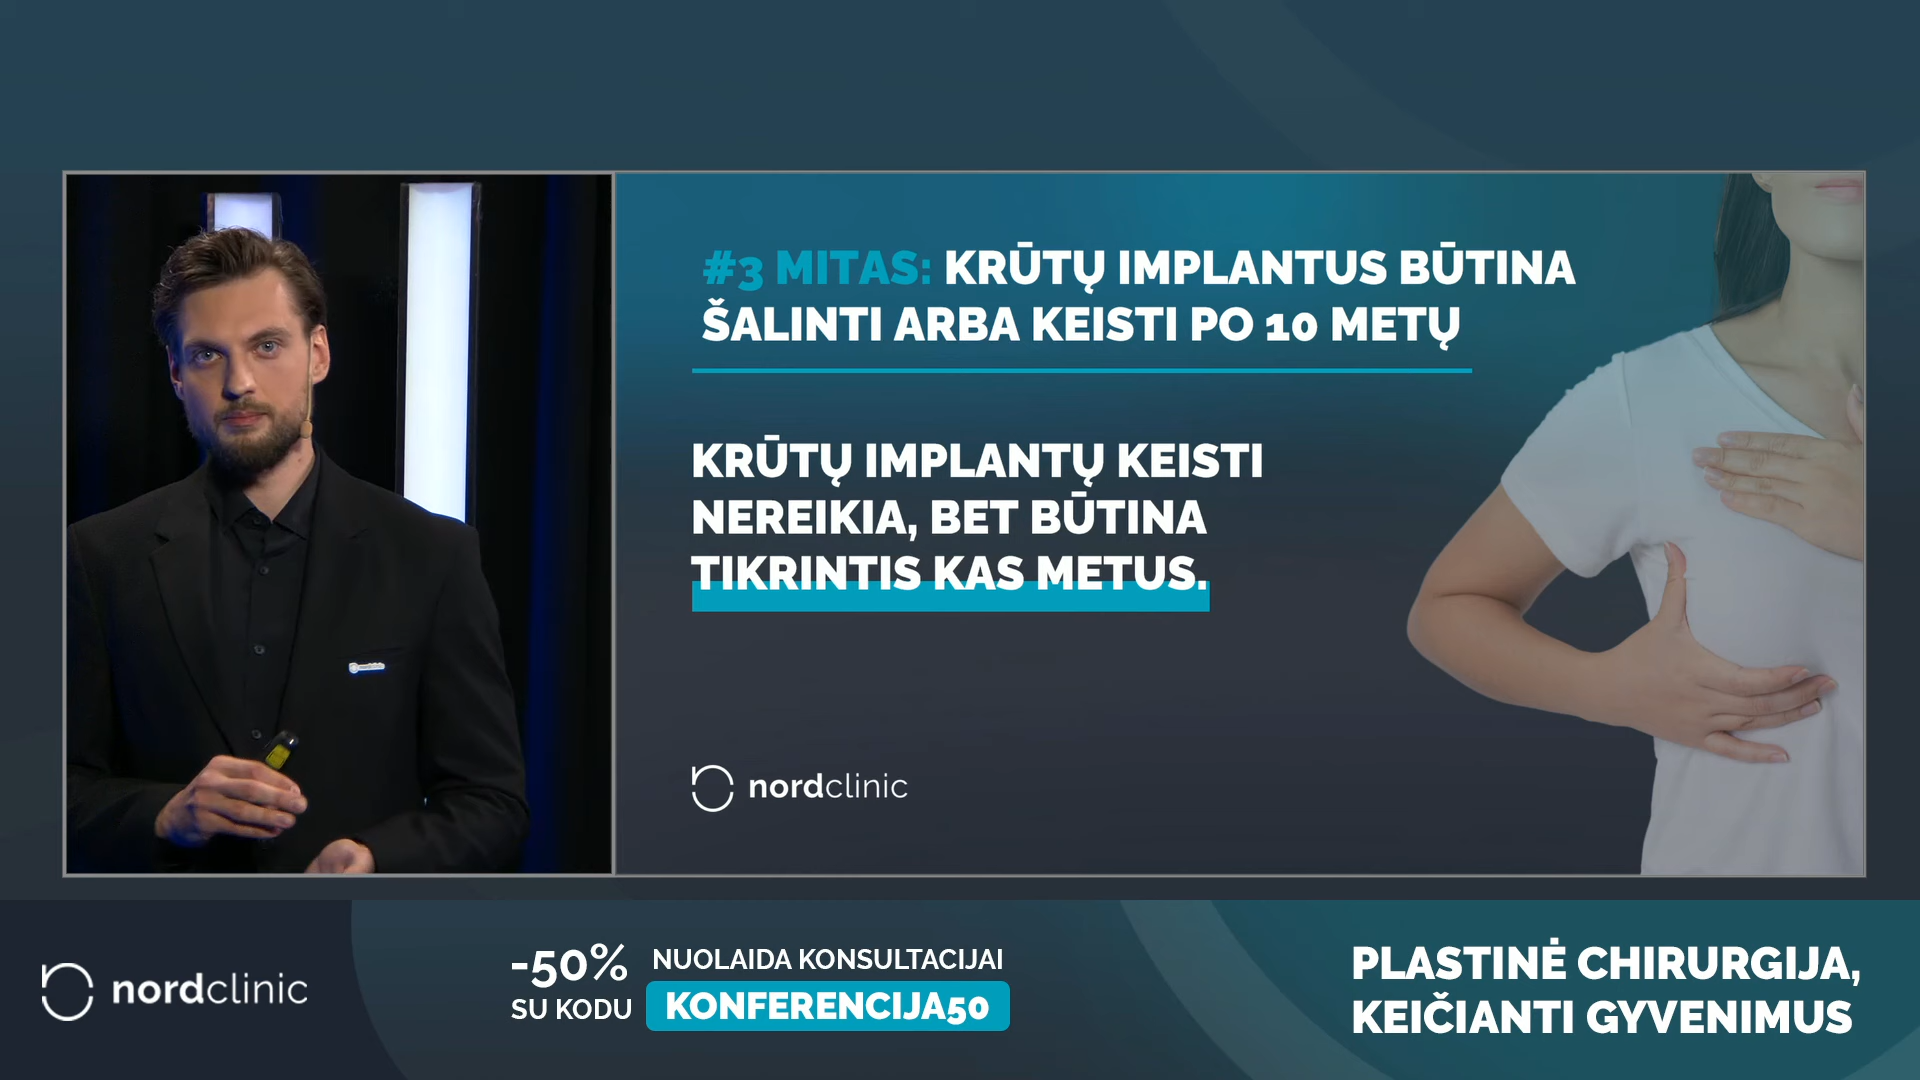 #3 MITAS: KRŪTŲ IMPLANTUS BŪTINA
ŠALINTI ARBA KEISTI PO 10 METŲ
KRŪTŲ IMPLANTŲ KEISTI
NEREIKIA, BET BŪTINA
TIKRINTIS KAS METUS.
nordclinic
nordclinic
-50% NUOLAIDA KONSULTACIJAI
SU KODU KONFERENCIJA50
PLASTINĖ CHIRURGIJA,
KEIČIANTI GYVENIMUS